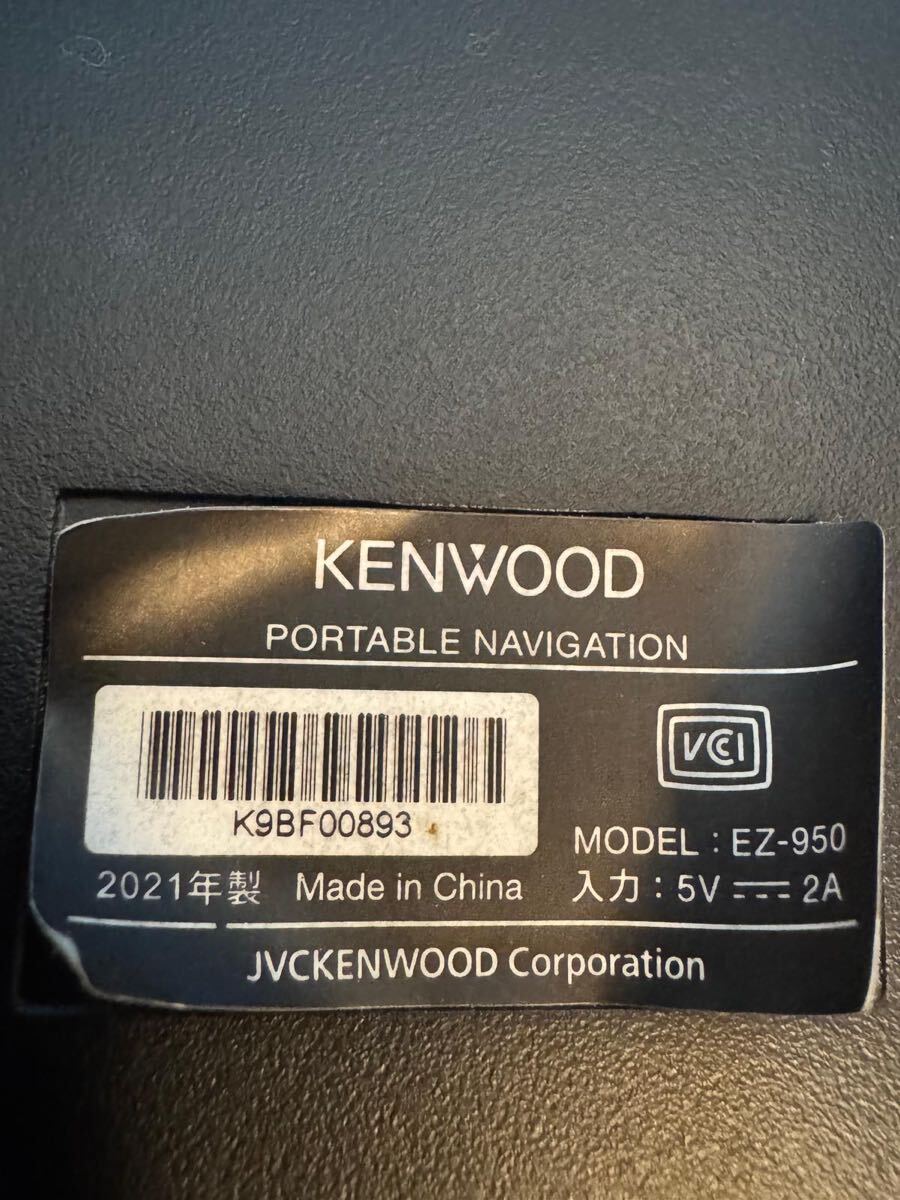 KENWOOD
PORTABLE NAVIGATION
VCCI
K9BF00893
MODEL : EZ-950
2021年製 Made in China
入力 : 5V ⎓ 2A
JVCKENWOOD Corporation